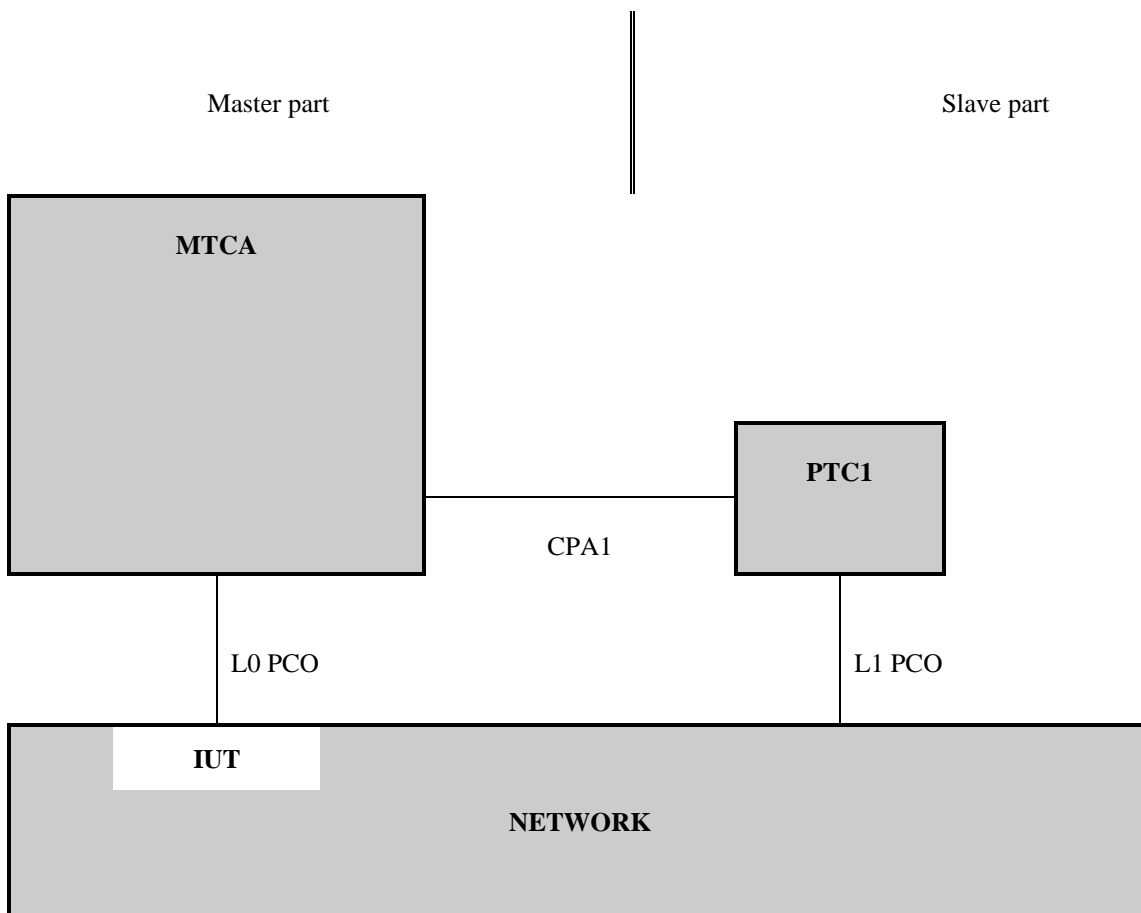 Master part
Slave part
MTCA
PTC1
CPA1
L0 PCO
L1 PCO
IUT
NETWORK